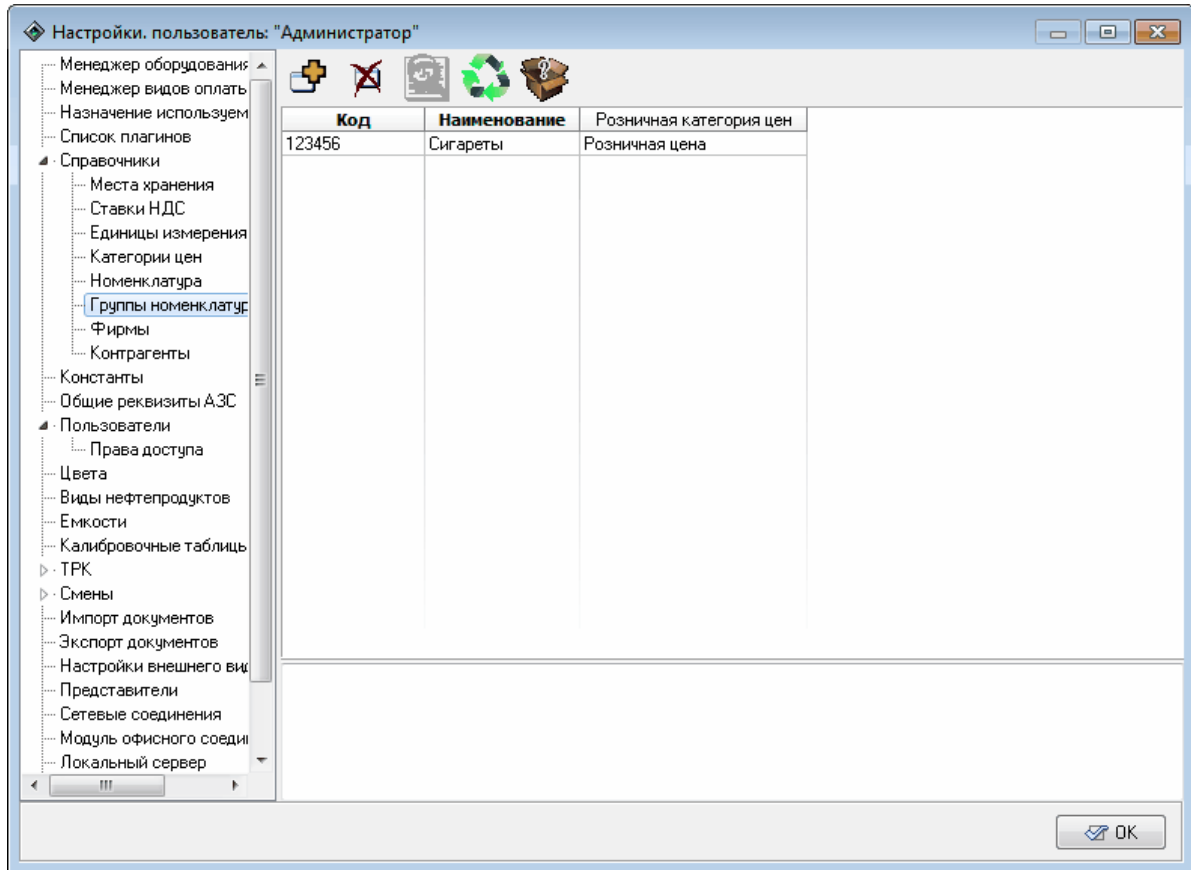 Настройки. пользователь: "Администратор"
Менеджер оборудования
Менеджер видов оплать
Назначение используем
Список плагинов
Справочники
Места хранения
Ставки НДС
Единицы измерения
Категории цен
Номенклатура
Группы номенклатур
Фирмы
Контрагенты
Константы
Общие реквизиты АЗС
Пользователи
Права доступа
Цвета
Виды нефтепродуктов
Емкости
Калибровочные таблиць
ТРК
Смены
Импорт документов
Экспорт документов
Настройки внешнего вид
Представители
Сетевые соединения
Модуль офисного соеди
Локальный сервер
Код Наименование Розничная категория цен
123456 Сигареты Розничная цена
OK